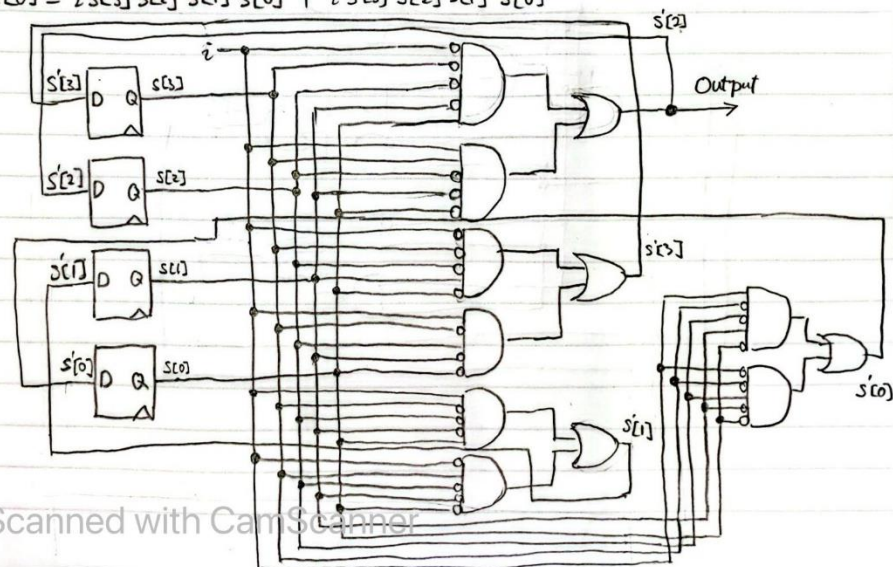 i
s'[2]
Output
s'[3] D Q s[3]
s'[2] D Q s[2]
s'[1] D Q s[1]
s'[3]
s'[0] D Q s[0]
s'[0]
s'[1]
Scanned with CamScanner